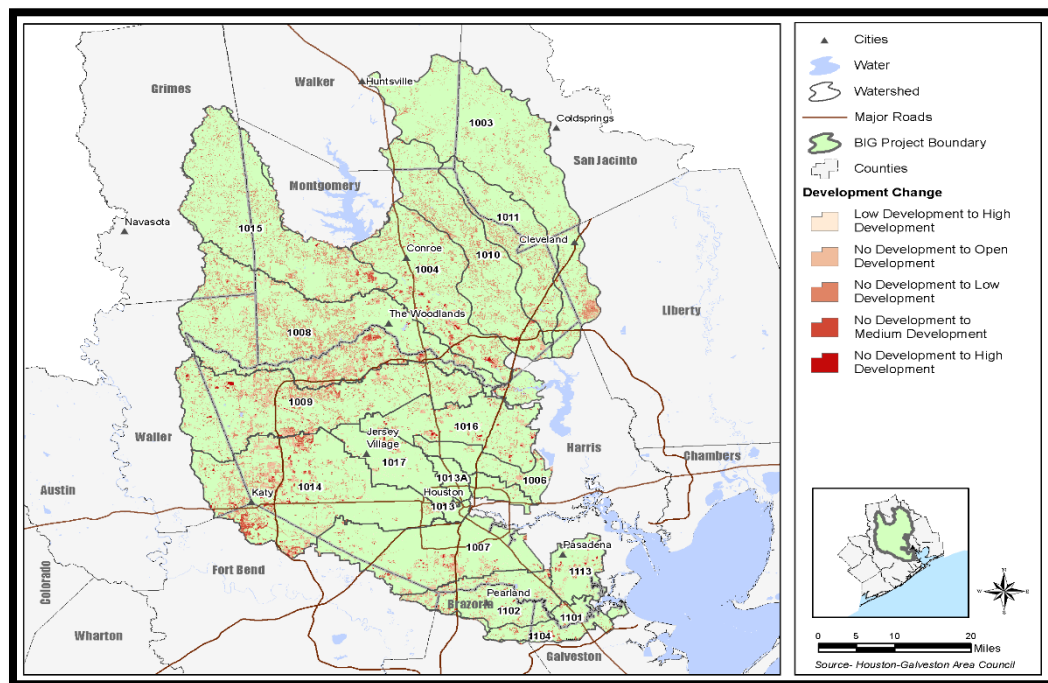 Huntsville
Walker
Grimes
1003
Coldsprings
San Jacinto
Montgomery
Navasota
1015
1011
Cleveland
1010
Conroe
1004
Liberty
The Woodlands
1008
1009
Waller
1016
Jersey
Village
1017
Harris
Chambers
1013A
1006
Austin
Katy
1014
Houston
1013
1007
Pasadena
Fort Bend
1113
Colorado
Pearland
Brazoria
1102
1101
Wharton
1104
Galveston
Cities
Water
Watershed
Major Roads
BIG Project Boundary
Counties
Development Change
Low Development to High
Development
No Development to Open
Development
No Development to Low
Development
No Development to
Medium Development
No Development to High
Development
N
W
E
S
0 5 10 20
Miles
Source- Houston-Galveston Area Council